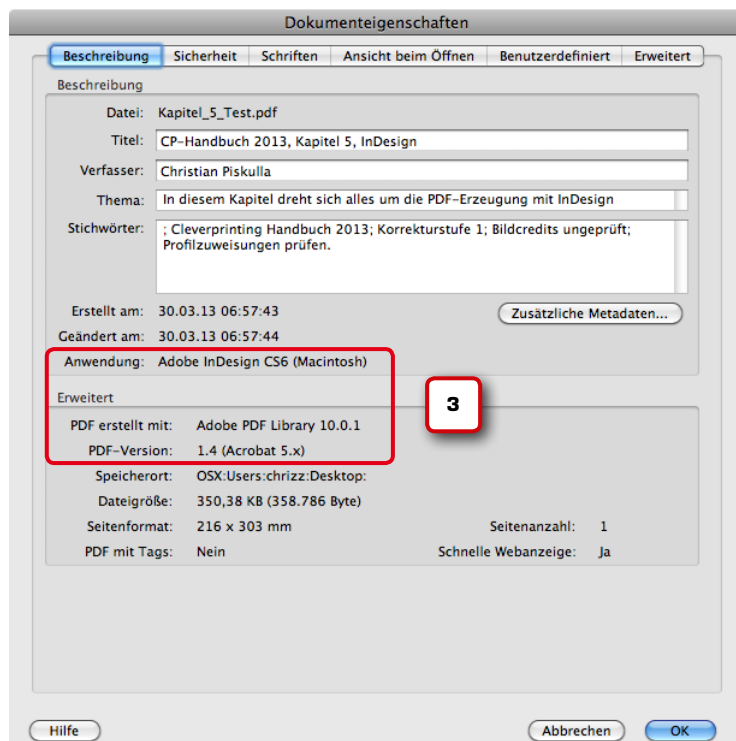 Dokumenteigenschaften
Beschreibung Sicherheit Schriften Ansicht beim Öffnen Benutzerdefiniert Erweitert
Beschreibung
Datei: Kapitel_5_Test.pdf
Titel: CP-Handbuch 2013, Kapitel 5, InDesign
Verfasser: Christian Piskulla
Thema: In diesem Kapitel dreht sich alles um die PDF-Erzeugung mit InDesign
Stichwörter: ; Cleverprinting Handbuch 2013; Korrekturstufe 1; Bildcredits ungeprüft;
Profilzuweisungen prüfen.
Erstellt am: 30.03.13 06:57:43 Zusätzliche Metadaten...
Geändert am: 30.03.13 06:57:44
Anwendung: Adobe InDesign CS6 (Macintosh)
Erweitert
3
PDF erstellt mit: Adobe PDF Library 10.0.1
PDF-Version: 1.4 (Acrobat 5.x)
Speicherort: OSX:Users:chrizz:Desktop:
Dateigröße: 350,38 KB (358.786 Byte)
Seitenformat: 216 x 303 mm Seitenanzahl: 1
PDF mit Tags: Nein Schnelle Webanzeige: Ja
Hilfe Abbrechen OK